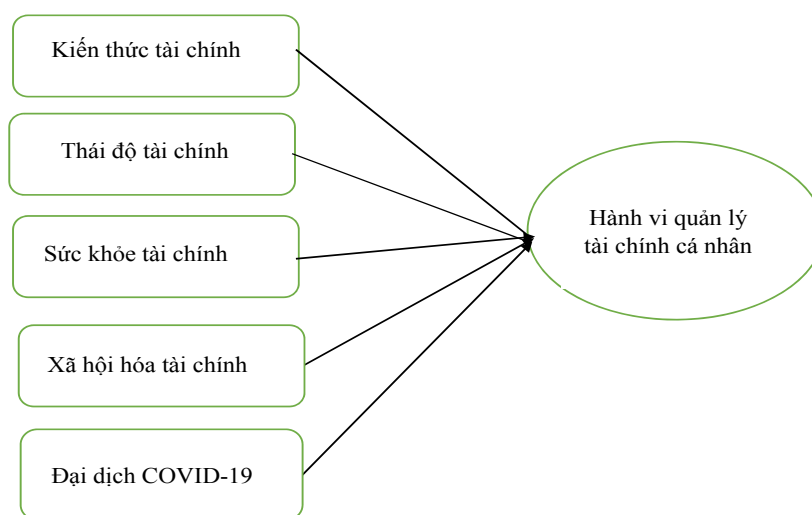 Kiến thức tài chính
Thái độ tài chính
Sức khỏe tài chính
Xã hội hóa tài chính
Đại dịch COVID-19
Hành vi quản lý
tài chính cá nhân